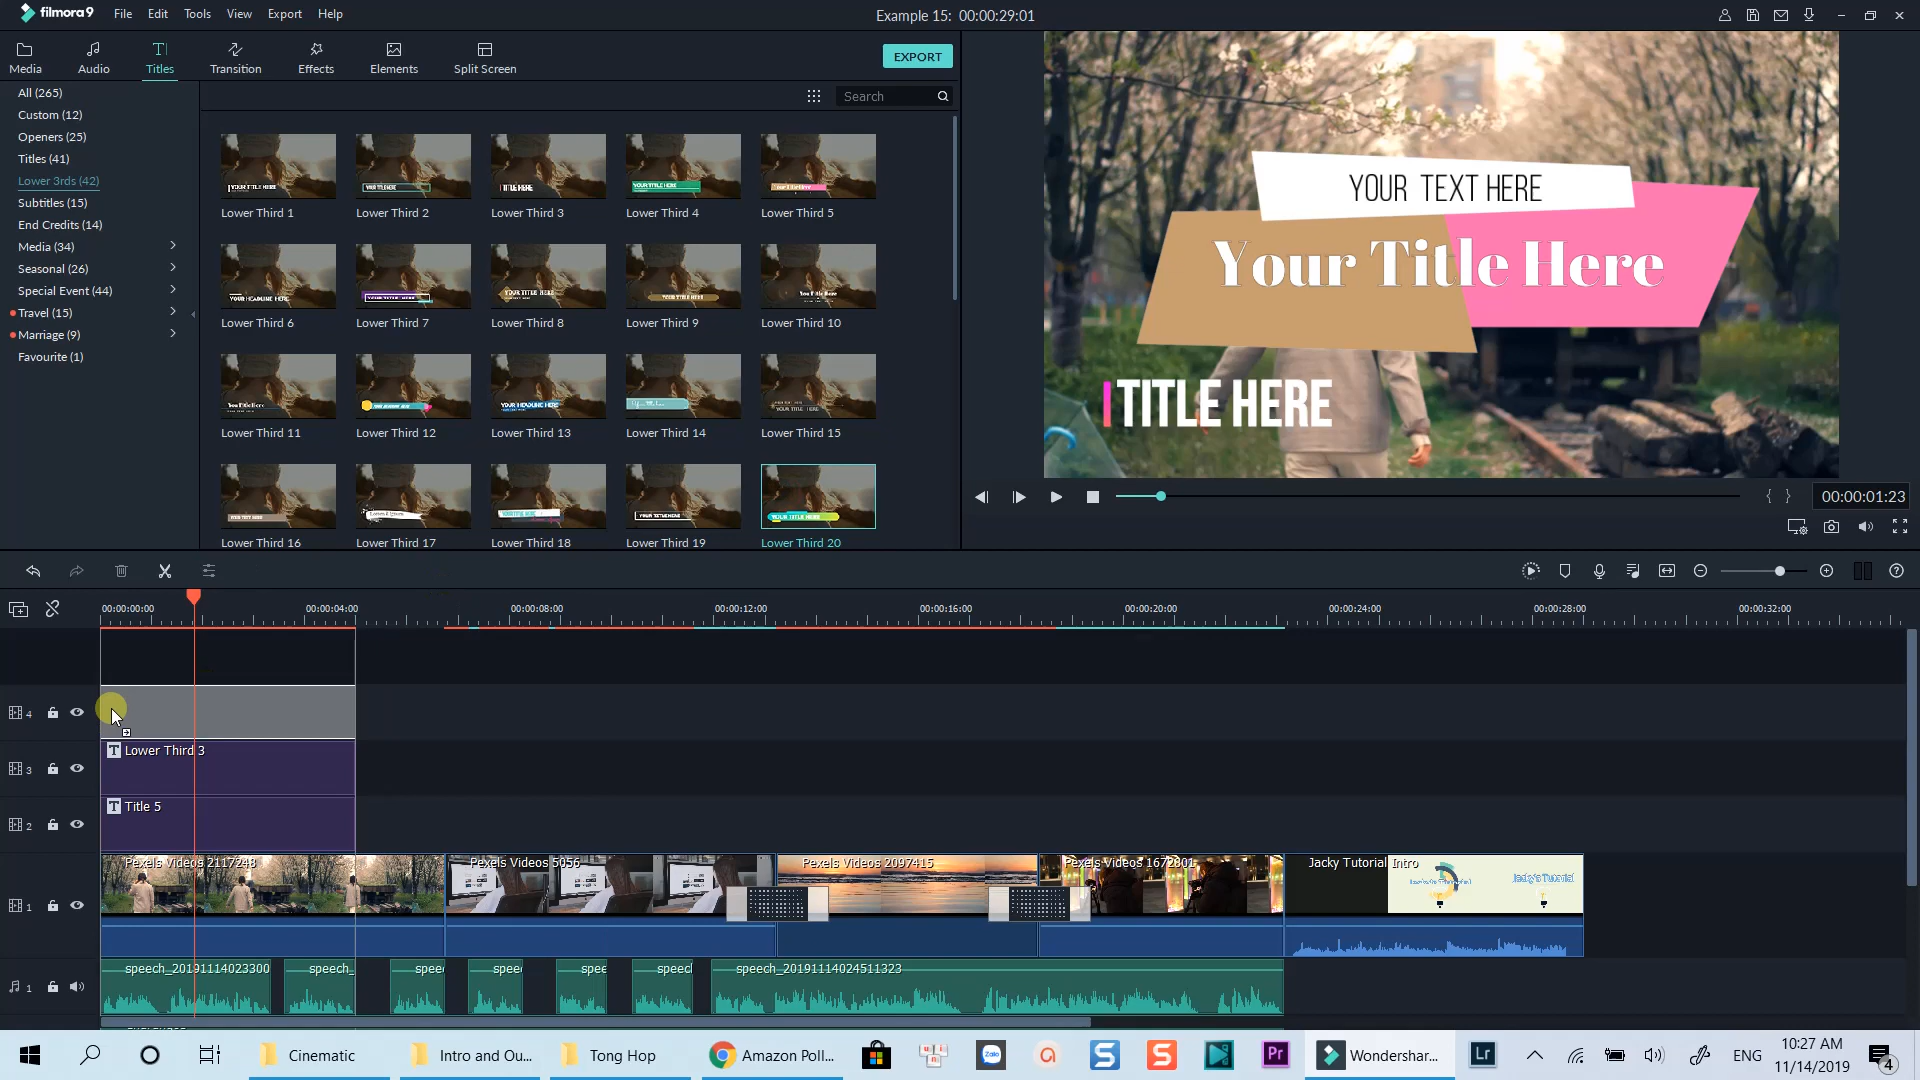 filmora9
File Edit Tools View Export Help
Example 15: 00:00:29:01
Media Audio Titles Transition Effects Elements Split Screen
EXPORT
Search
All (265)
Custom (12)
Openers (25)
Titles (41)
Lower 3rds (42)
Subtitles (15)
End Credits (14)
Media (34)
Seasonal (26)
Special Event (44)
Travel (15)
Marriage (9)
Favourite (1)
Lower Third 1 Lower Third 2 Lower Third 3 Lower Third 4 Lower Third 5
Lower Third 6 Lower Third 7 Lower Third 8 Lower Third 9 Lower Third 10
Lower Third 11 Lower Third 12 Lower Third 13 Lower Third 14 Lower Third 15
Lower Third 16 Lower Third 17 Lower Third 18 Lower Third 19 Lower Third 20
YOUR TEXT HERE
Your Title Here
TITLE HERE
00:00:01:23
00:00:00:00 00:00:04:00 00:00:08:00 00:00:12:00 00:00:16:00 00:00:20:00 00:00:24:00 00:00:28:00 00:00:32:00
4
3 T Lower Third 3
2 T Title 5
Pexels Videos 2117248 Pexels Videos 5056 Pexels Videos 2097415 Pexels Videos 1672801 Jacky Tutorial Intro
1
speech_20191114023300 speech_ spee spee spee speecl speech_20191114024511323
1
Cinematic Intro and Ou... Tong Hop Amazon Poll... Zalo S S Pr Wondershar... Lr ENG
10:27 AM
11/14/2019
4